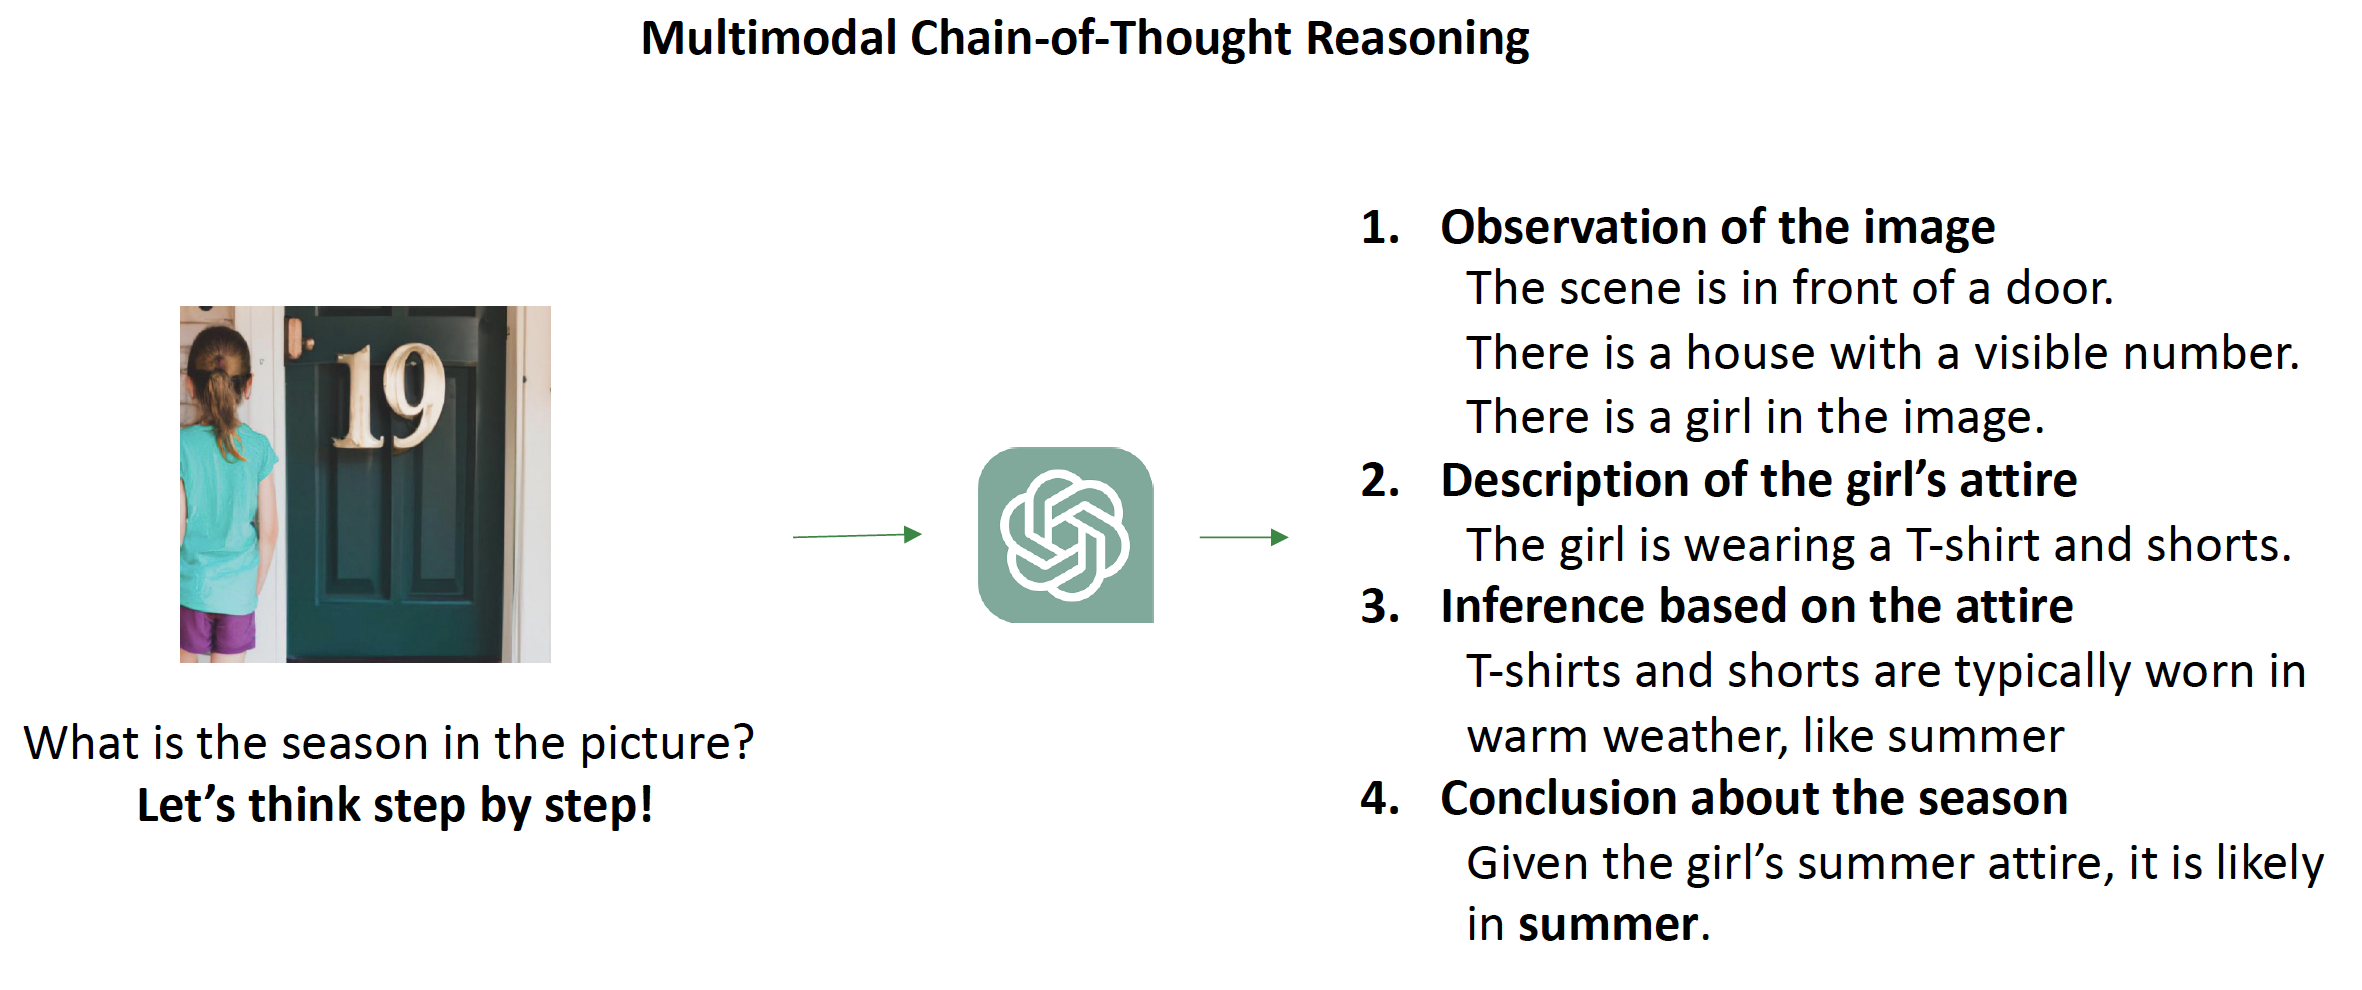 Multimodal Chain-of-Thought Reasoning
19
What is the season in the picture?
Let’s think step by step!
1. Observation of the image
The scene is in front of a door.
There is a house with a visible number.
There is a girl in the image.
2. Description of the girl’s attire
The girl is wearing a T-shirt and shorts.
3. Inference based on the attire
T-shirts and shorts are typically worn in
warm weather, like summer
4. Conclusion about the season
Given the girl’s summer attire, it is likely
in summer.